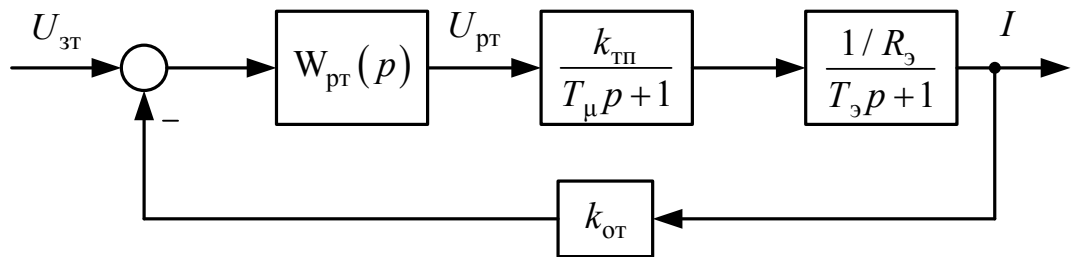 U_зт
W_рт(p)
U_рт
k_тп
T_μ p + 1
1 / R_э
T_э p + 1
I
−
k_от